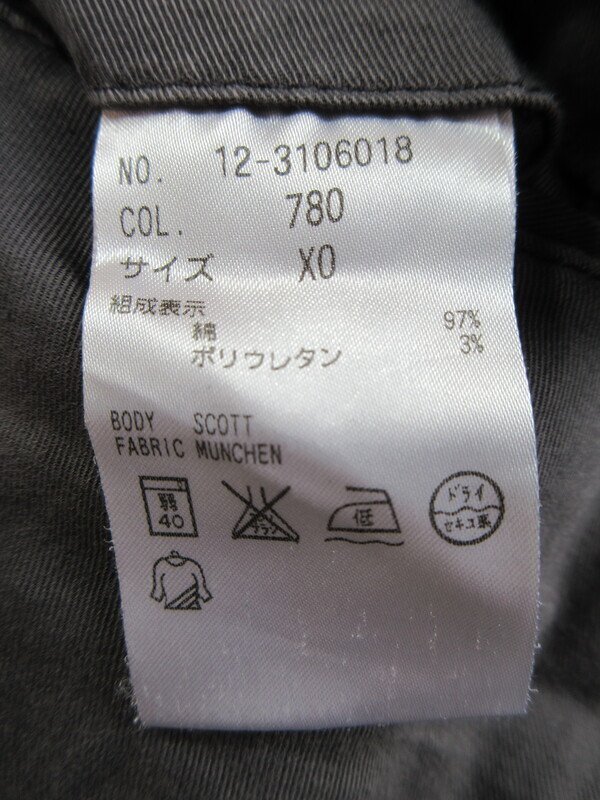 NO. 12-3106018
COL. 780
サイズ XO
組成表示
綿 97%
ポリウレタン 3%
BODY SCOTT
FABRIC MUNCHEN
弱 40
低
ドライ
セキユ系